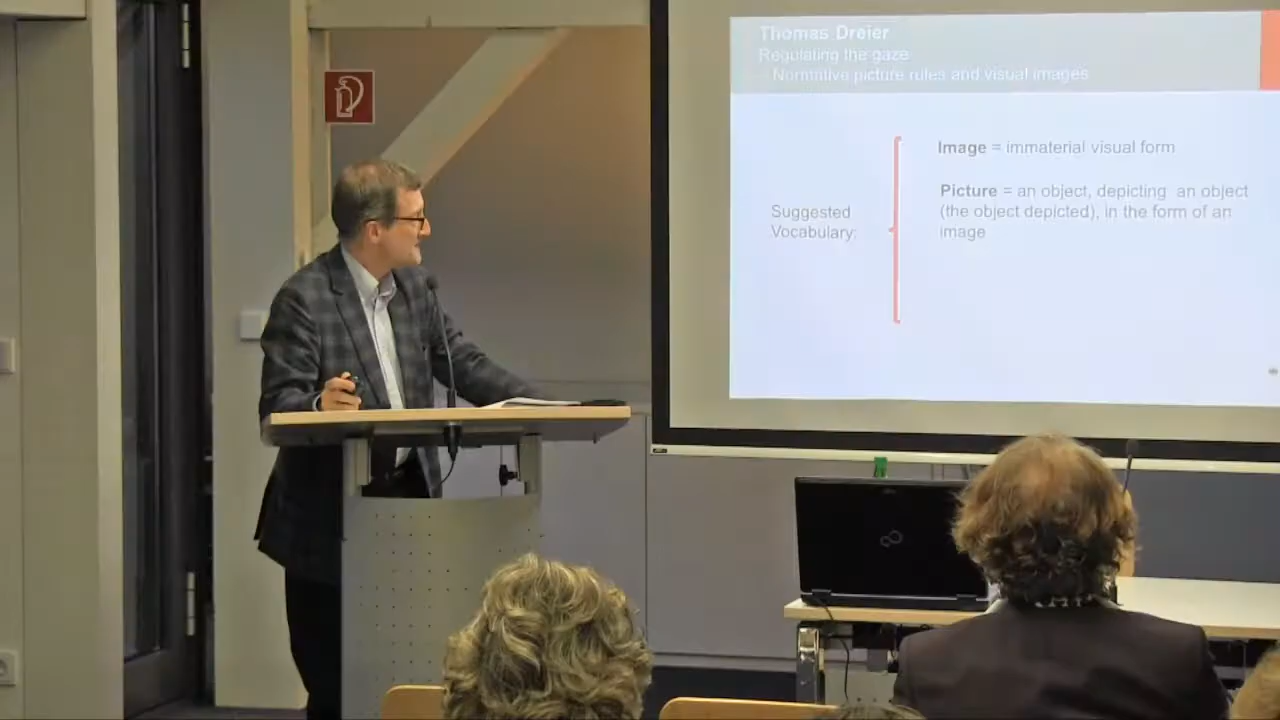 Thomas Dreier
Regulating the gaze
- Normative picture rules and visual images
Image = immaterial visual form
Suggested
Vocabulary:
Picture = an object, depicting an object
(the object depicted), in the form of an
image